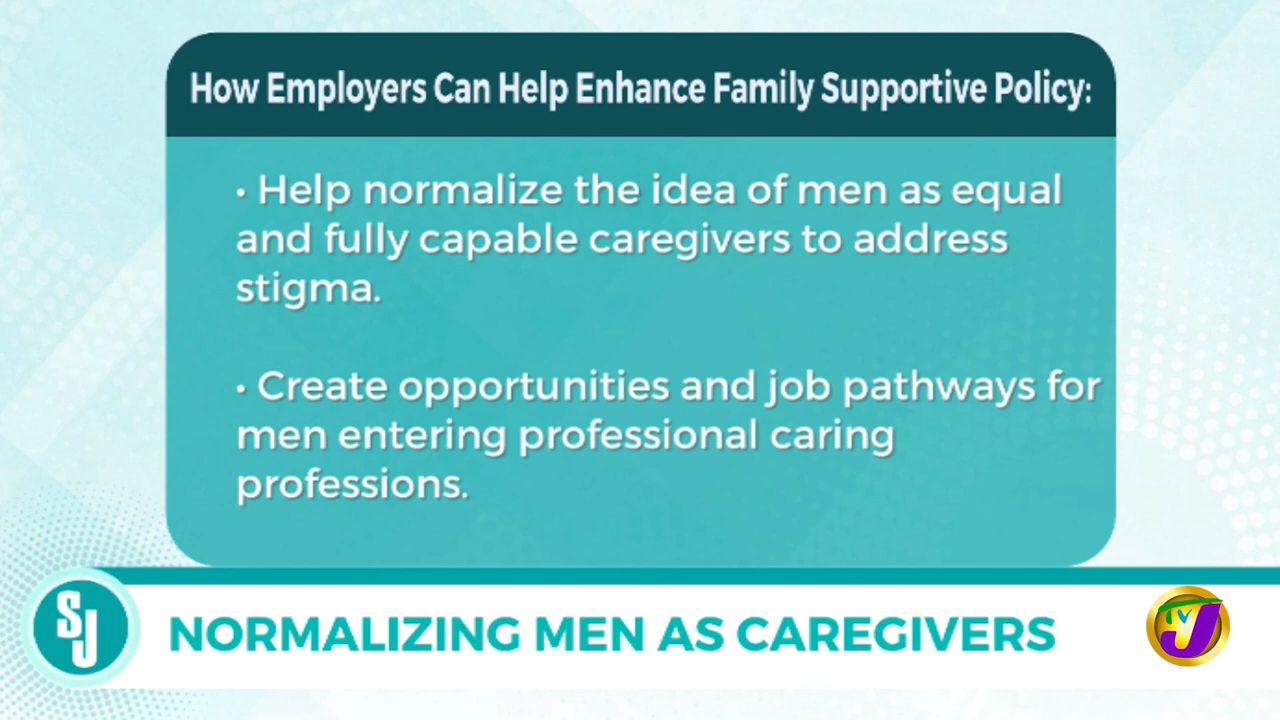 How Employers Can Help Enhance Family Supportive Policy:
• Help normalize the idea of men as equal
and fully capable caregivers to address
stigma.
• Create opportunities and job pathways for
men entering professional caring
professions.
SJ
NORMALIZING MEN AS CAREGIVERS
TVJ